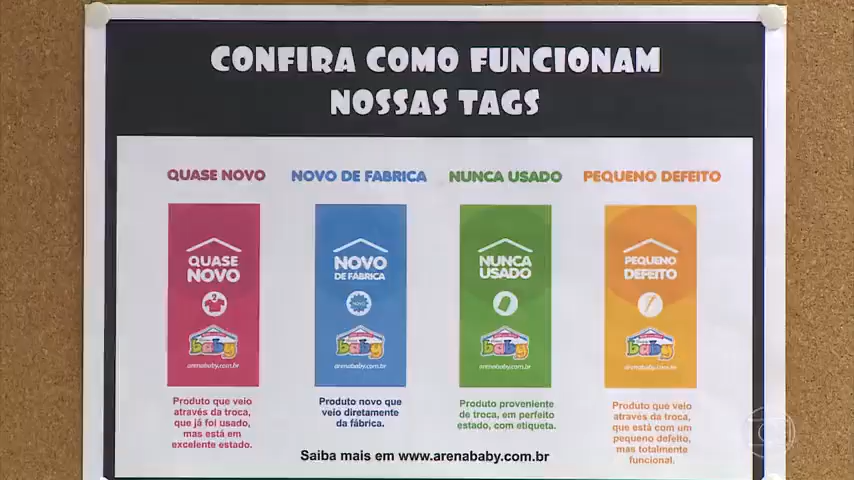 CONFIRA COMO FUNCIONAM
NOSSAS TAGS
QUASE NOVO
NOVO DE FABRICA
NUNCA USADO
PEQUENO DEFEITO
QUASE
NOVO
baby
arenababy.com.br
NOVO
DE FÁBRICA
NOVO
baby
arenababy.com.br
NUNCA
USADO
baby
arenababy.com.br
PEQUENO
DEFEITO
baby
arenababy.com.br
Produto que veio
através da troca,
que já foi usado,
mas está em
excelente estado.
Produto novo que
veio diretamente
da fábrica.
Produto proveniente
de troca, em perfeito
estado, com etiqueta.
Produto que veio
através da troca,
que está com um
pequeno defeito,
mas totalmente
funcional.
Saiba mais em www.arenababy.com.br